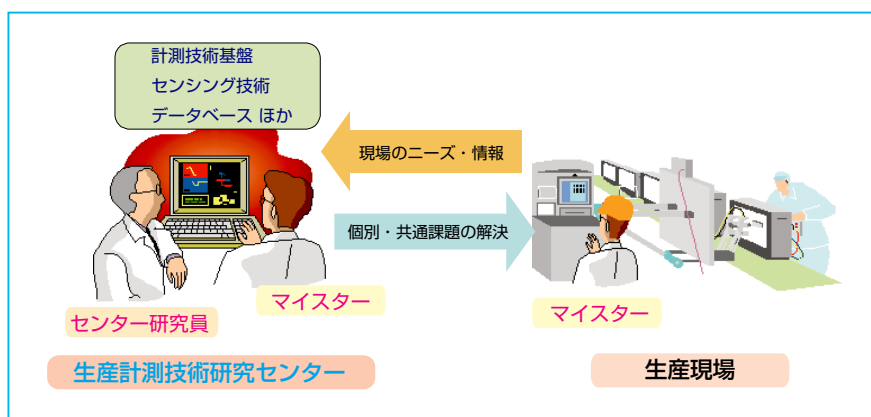 計測技術基盤
センシング技術
データベース ほか
現場のニーズ・情報
個別・共通課題の解決
センター研究員
マイスター
マイスター
生産計測技術研究センター
生産現場